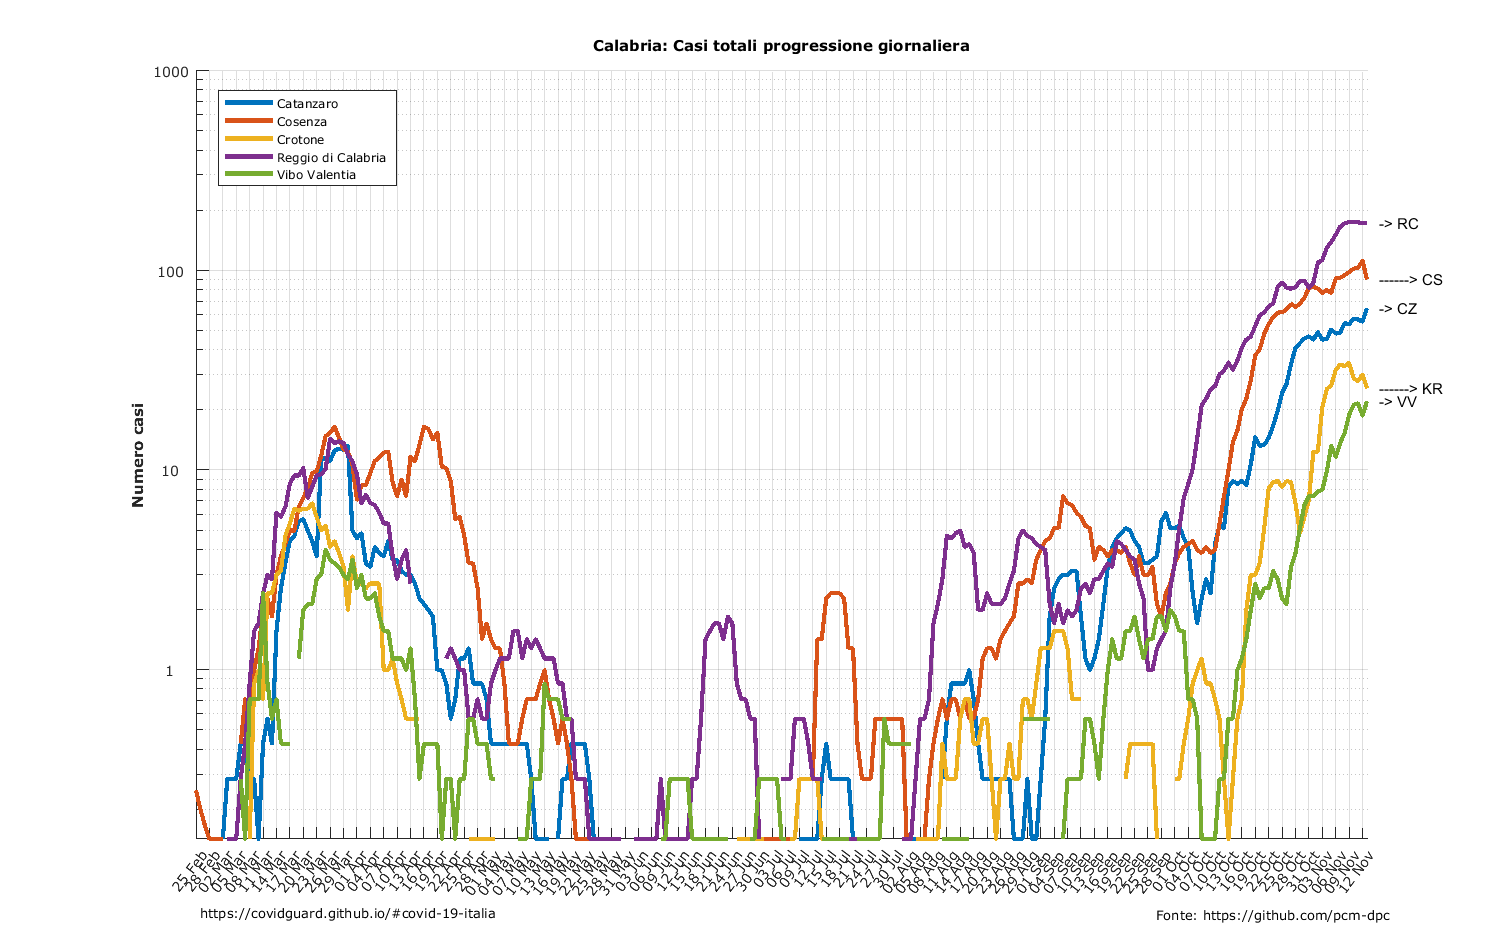 Calabria: Casi totali progressione giornaliera
1000
100
10
1
Numero casi
Catanzaro
Cosenza
Crotone
Reggio di Calabria
Vibo Valentia
-> RC
------> CS
-> CZ
------> KR
-> VV
25 Feb
28 Feb
02 Mar
05 Mar
08 Mar
11 Mar
14 Mar
17 Mar
20 Mar
23 Mar
26 Mar
29 Mar
01 Apr
04 Apr
07 Apr
10 Apr
13 Apr
16 Apr
19 Apr
22 Apr
25 Apr
28 Apr
01 May
04 May
07 May
10 May
13 May
16 May
19 May
22 May
25 May
28 May
31 May
03 Jun
06 Jun
09 Jun
12 Jun
15 Jun
18 Jun
21 Jun
24 Jun
27 Jun
30 Jun
03 Jul
06 Jul
09 Jul
12 Jul
15 Jul
18 Jul
21 Jul
24 Jul
27 Jul
30 Jul
02 Aug
05 Aug
08 Aug
11 Aug
14 Aug
17 Aug
20 Aug
23 Aug
26 Aug
29 Aug
01 Sep
04 Sep
07 Sep
10 Sep
13 Sep
16 Sep
19 Sep
22 Sep
25 Sep
28 Sep
01 Oct
04 Oct
07 Oct
10 Oct
13 Oct
16 Oct
19 Oct
22 Oct
25 Oct
28 Oct
31 Oct
03 Nov
06 Nov
09 Nov
12 Nov
https://covidguard.github.io/#covid-19-italia
Fonte: https://github.com/pcm-dpc